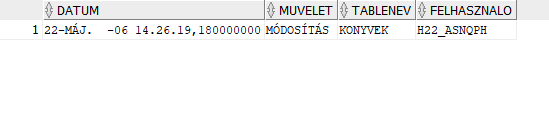 DATUM MUVELET TABLENEV FELHASZNALO
1 22-MÁJ.  -06 14.26.19,180000000 MÓDOSÍTÁS KONYVEK H22_ASNQPH